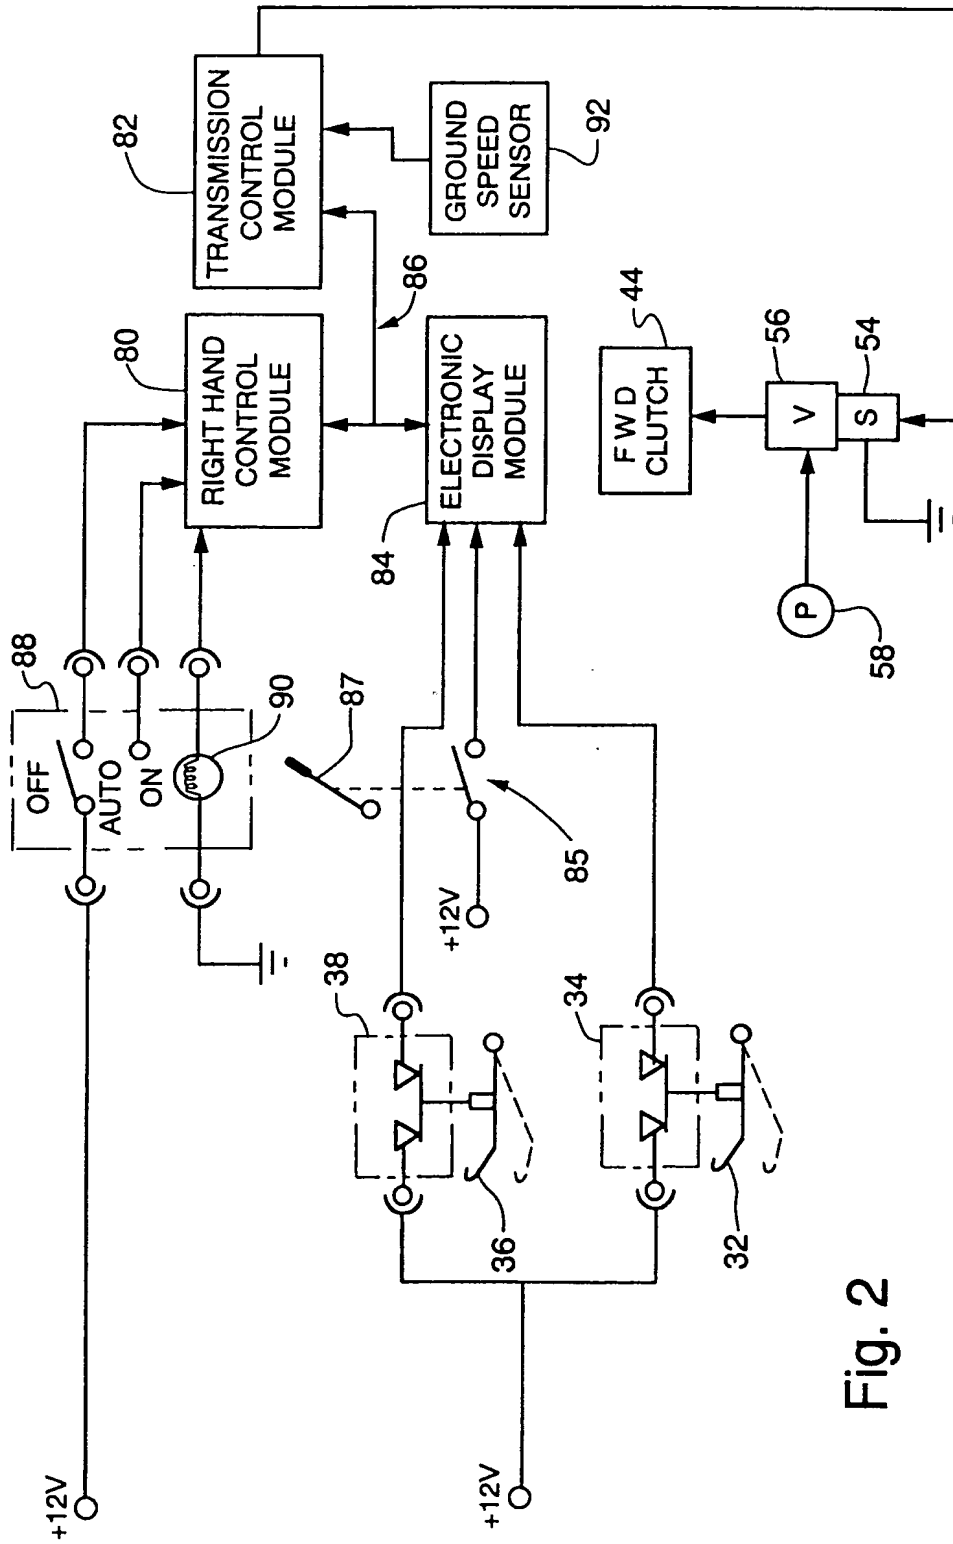 +12V
OFF
AUTO
ON
88
90
80
RIGHT HAND
CONTROL
MODULE
82
TRANSMISSION
CONTROL
MODULE
86
GROUND
SPEED
SENSOR
92
87
+12V
85
84
ELECTRONIC
DISPLAY
MODULE
+12V
38
36
34
32
44
FWD
CLUTCH
56
V
54
S
P
58
Fig. 2